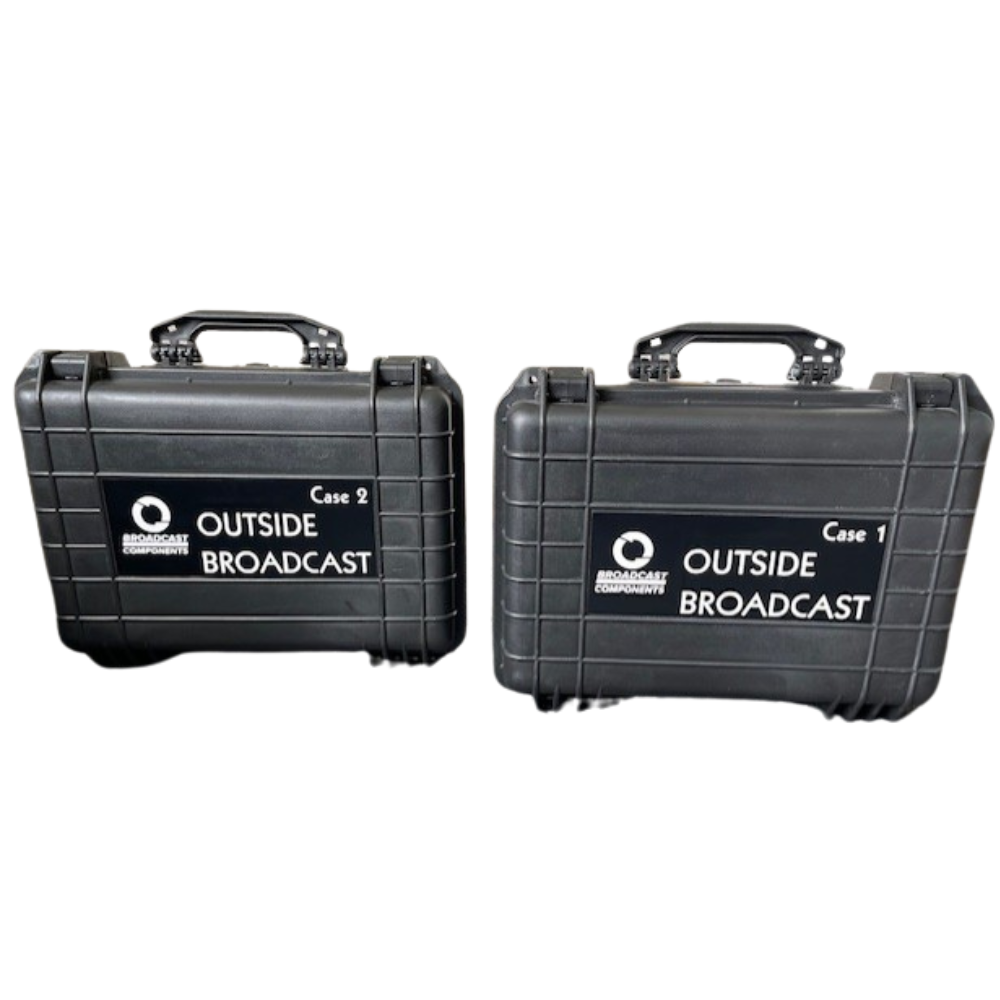 Case 2
OUTSIDE
BROADCAST
BROADCAST
COMPONENTS
Case 1
OUTSIDE
BROADCAST
BROADCAST
COMPONENTS